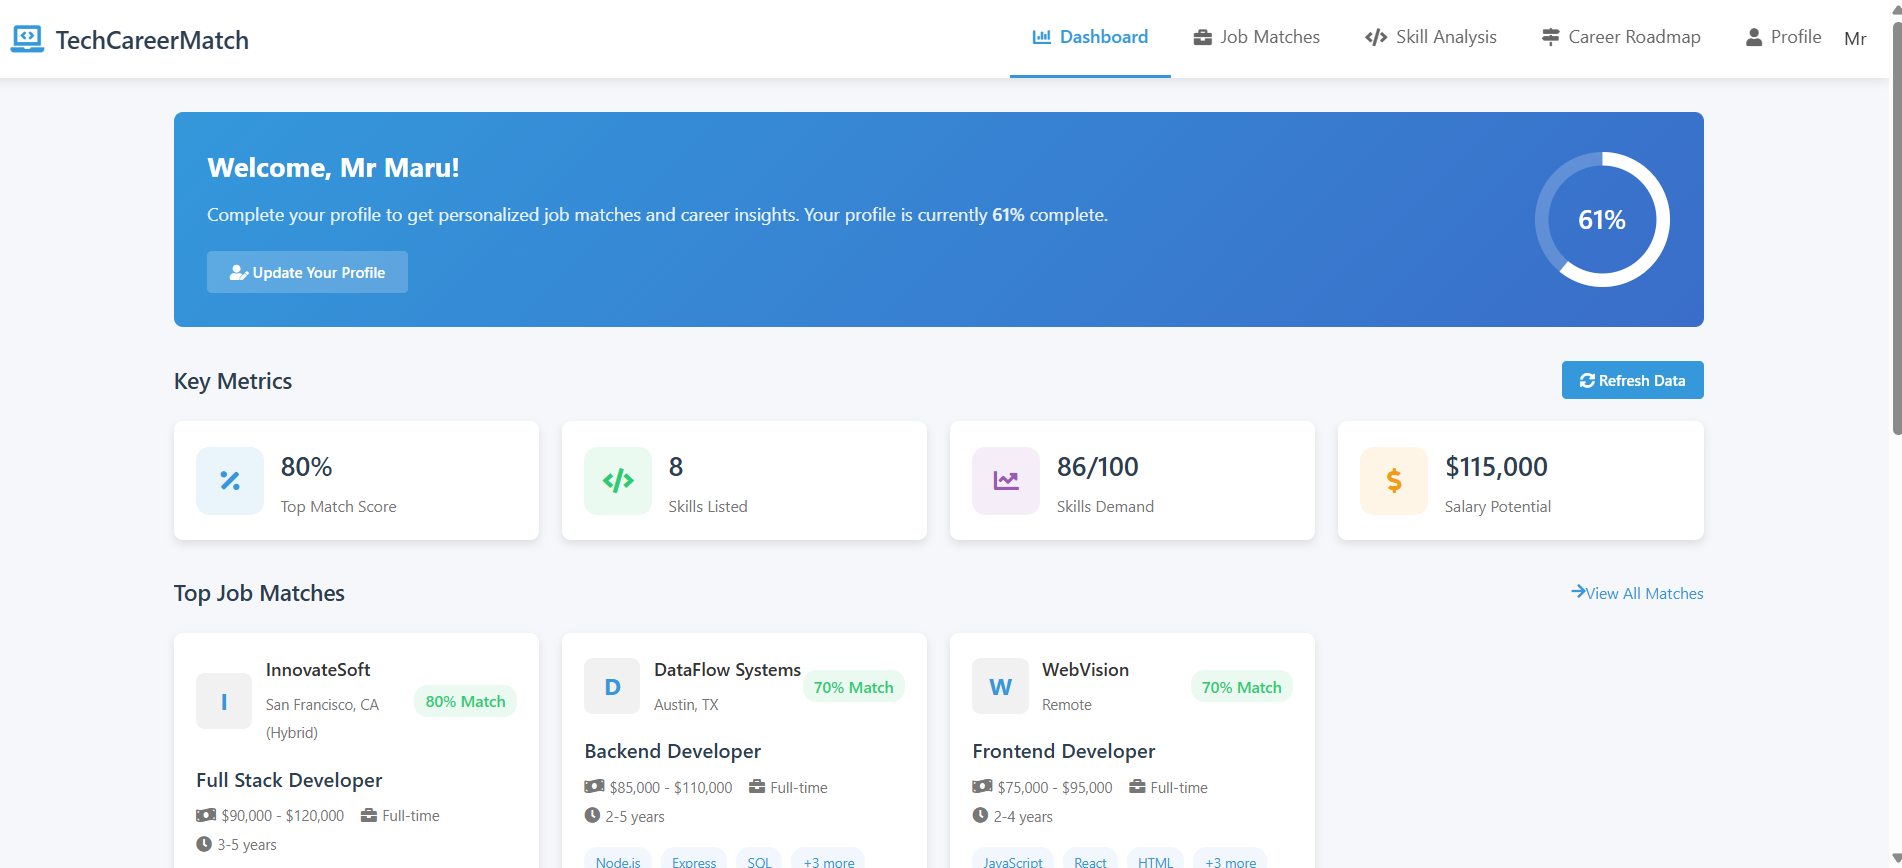 TechCareerMatch
Dashboard
Job Matches
Skill Analysis
Career Roadmap
Profile
Mr
Welcome, Mr Maru!
Complete your profile to get personalized job matches and career insights. Your profile is currently 61% complete.
61%
Update Your Profile
Key Metrics
Refresh Data
80%
Top Match Score
8
Skills Listed
86/100
Skills Demand
$115,000
Salary Potential
Top Job Matches
View All Matches
I
InnovateSoft
San Francisco, CA
(Hybrid)
80% Match
Full Stack Developer
$90,000 - $120,000
Full-time
3-5 years
D
DataFlow Systems
Austin, TX
70% Match
Backend Developer
$85,000 - $110,000
Full-time
2-5 years
Node.js
Express
SQL
+3 more
W
WebVision
Remote
70% Match
Frontend Developer
$75,000 - $95,000
Full-time
2-4 years
JavaScript
React
HTML
+3 more